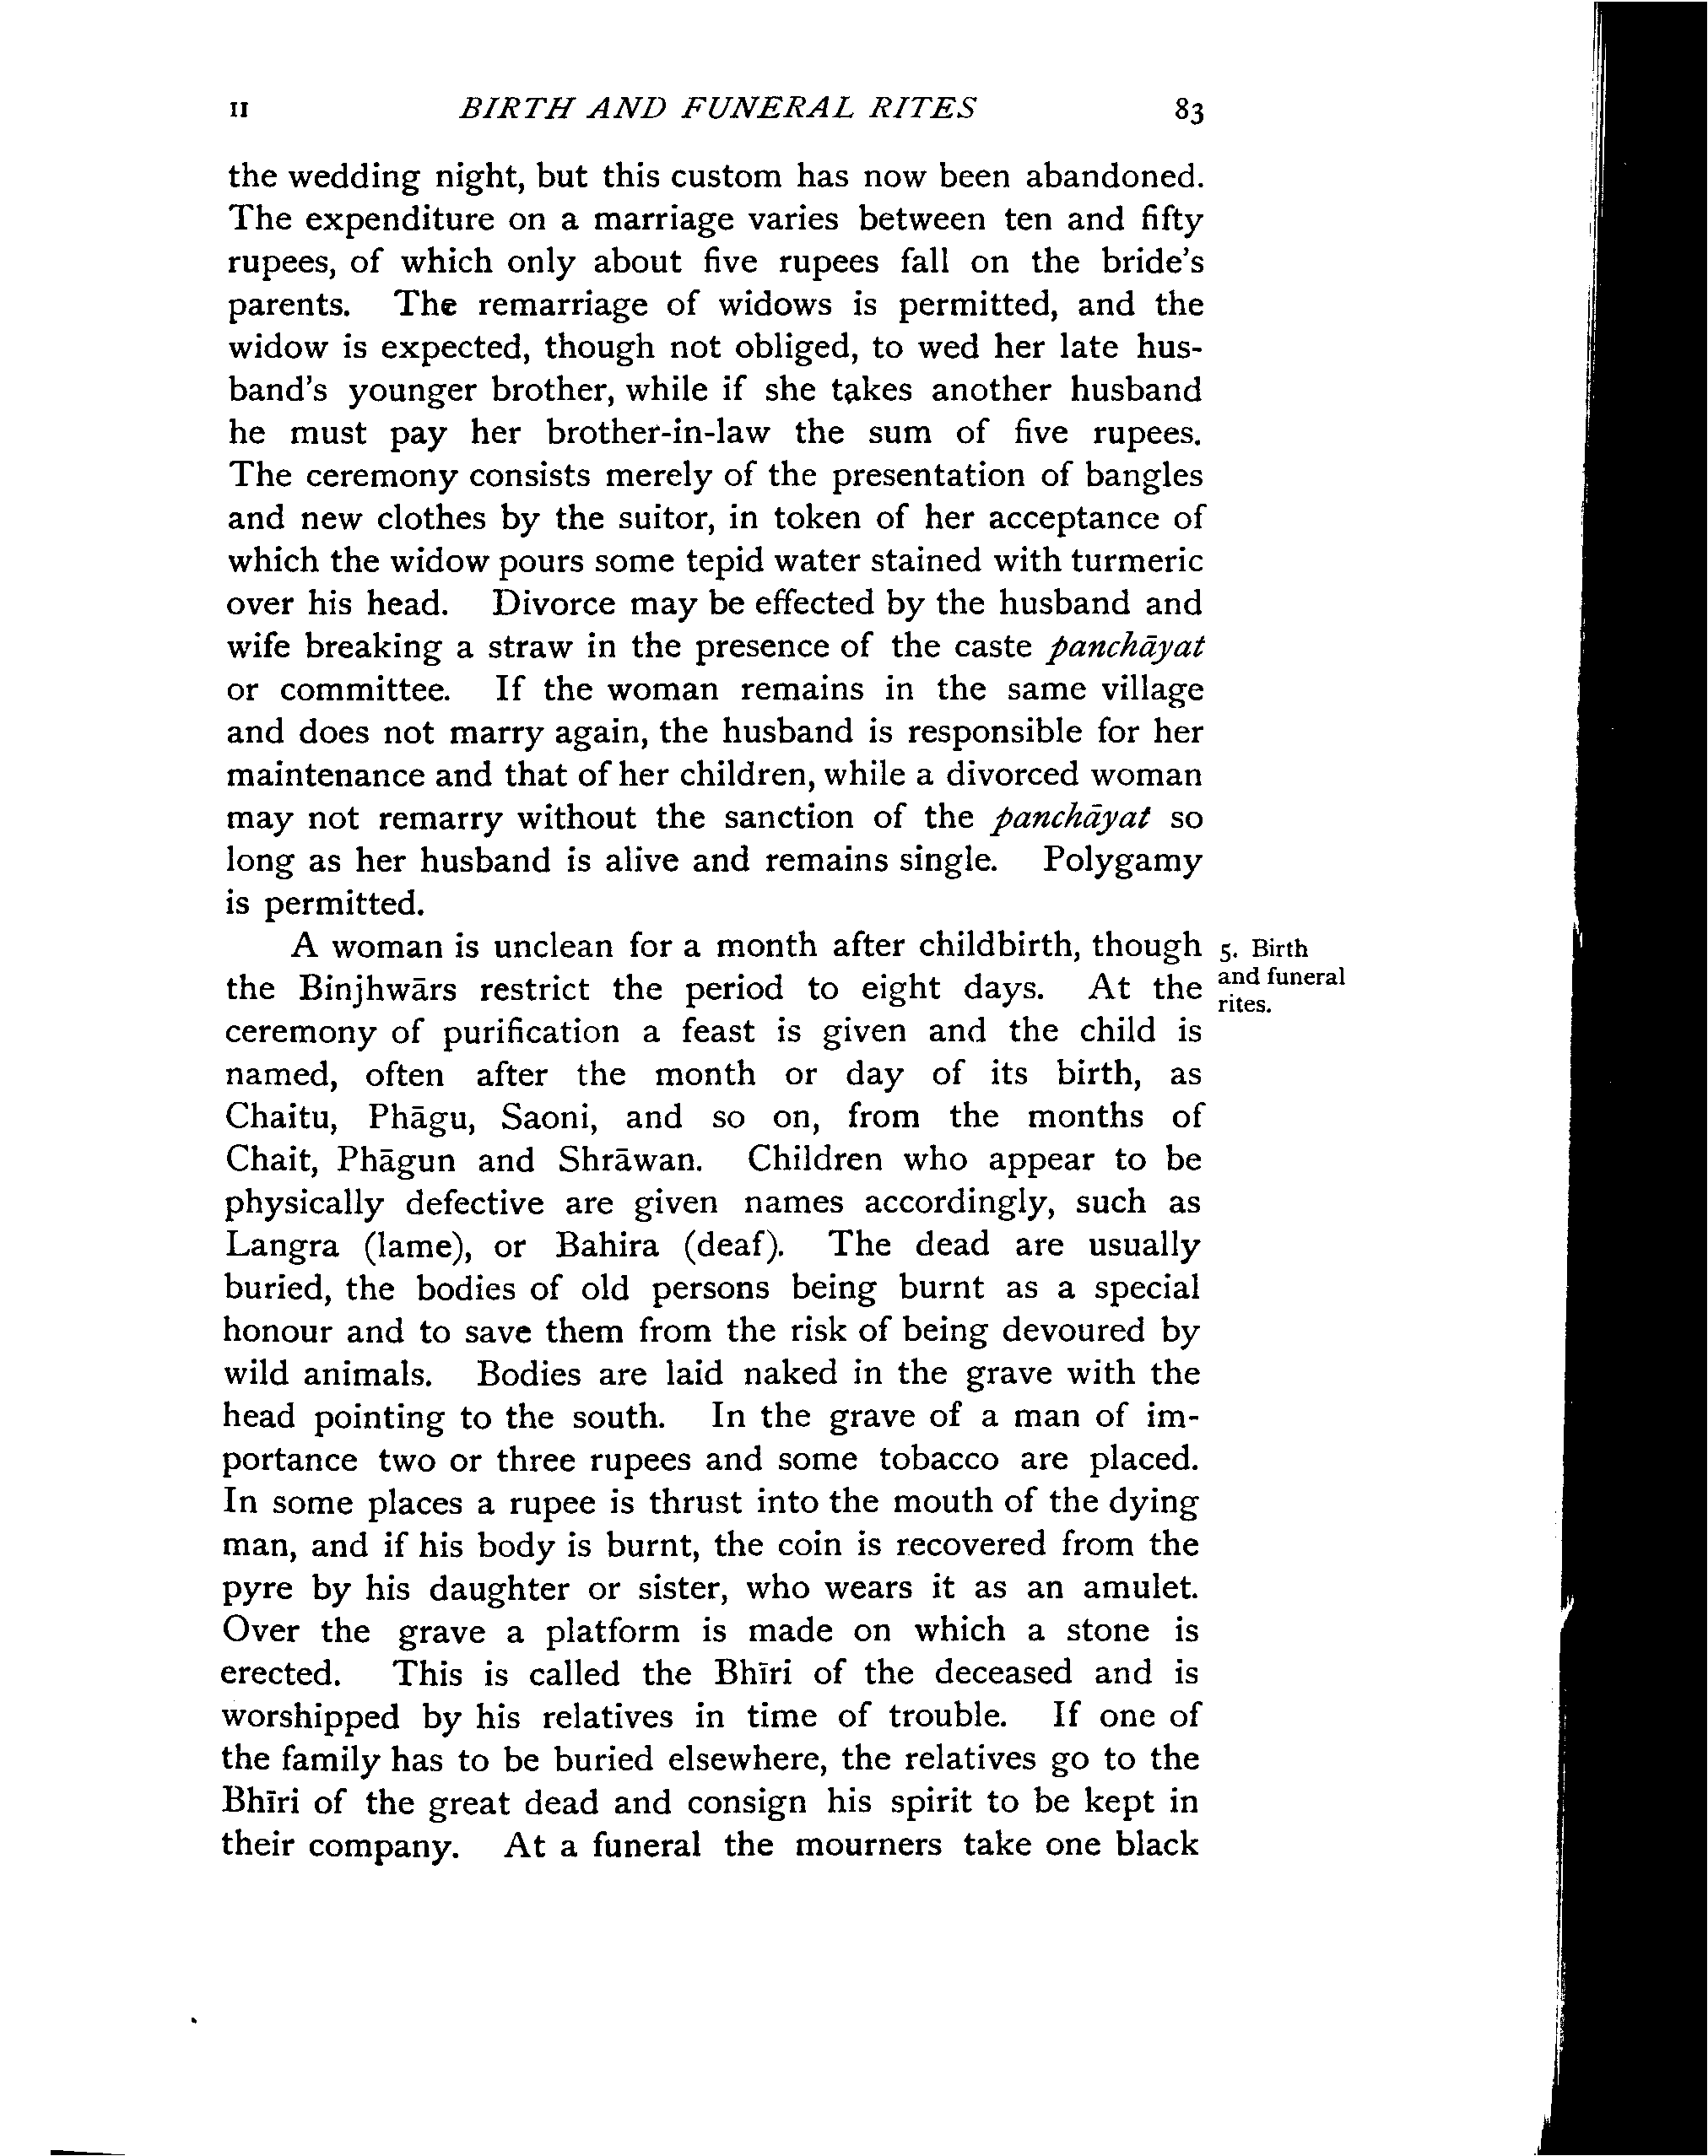 II BIRTH AND FUNERAL RITES 83
the wedding night, but this custom has now been abandoned.
The expenditure on a marriage varies between ten and fifty
rupees, of which only about five rupees fall on the bride's
parents. The remarriage of widows is permitted, and the
widow is expected, though not obliged, to wed her late hus-
band's younger brother, while if she takes another husband
he must pay her brother-in-law the sum of five rupees.
The ceremony consists merely of the presentation of bangles
and new clothes by the suitor, in token of her acceptance of
which the widow pours some tepid water stained with turmeric
over his head. Divorce may be effected by the husband and
wife breaking a straw in the presence of the caste panchāyat
or committee. If the woman remains in the same village
and does not marry again, the husband is responsible for her
maintenance and that of her children, while a divorced woman
may not remarry without the sanction of the panchāyat so
long as her husband is alive and remains single. Polygamy
is permitted.
A woman is unclean for a month after childbirth, though
the Binjhwārs restrict the period to eight days. At the
ceremony of purification a feast is given and the child is
named, often after the month or day of its birth, as
Chaitu, Phāgu, Saoni, and so on, from the months of
Chait, Phāgun and Shrāwan. Children who appear to be
physically defective are given names accordingly, such as
Langra (lame), or Bahira (deaf). The dead are usually
buried, the bodies of old persons being burnt as a special
honour and to save them from the risk of being devoured by
wild animals. Bodies are laid naked in the grave with the
head pointing to the south. In the grave of a man of im-
portance two or three rupees and some tobacco are placed.
In some places a rupee is thrust into the mouth of the dying
man, and if his body is burnt, the coin is recovered from the
pyre by his daughter or sister, who wears it as an amulet.
Over the grave a platform is made on which a stone is
erected. This is called the Bhīri of the deceased and is
worshipped by his relatives in time of trouble. If one of
the family has to be buried elsewhere, the relatives go to the
Bhīri of the great dead and consign his spirit to be kept in
their company. At a funeral the mourners take one black
5. Birth
and funeral
rites.